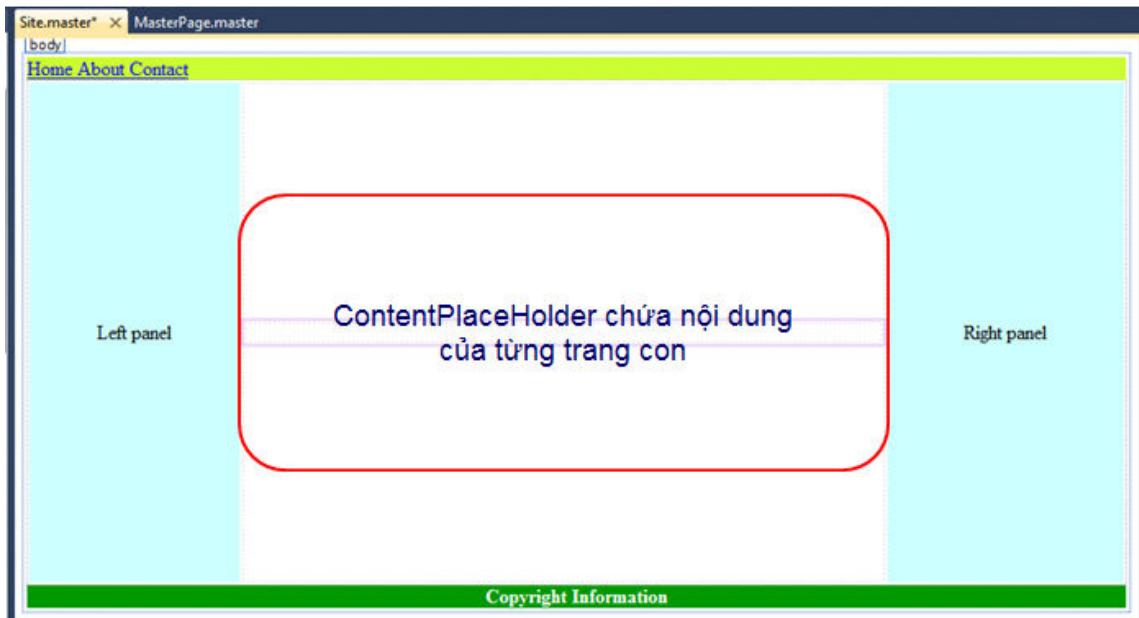 Site.master* × MasterPage.master
body
Home About Contact
ContentPlaceHolder chứa nội dung
của từng trang con
Left panel
Right panel
Copyright Information